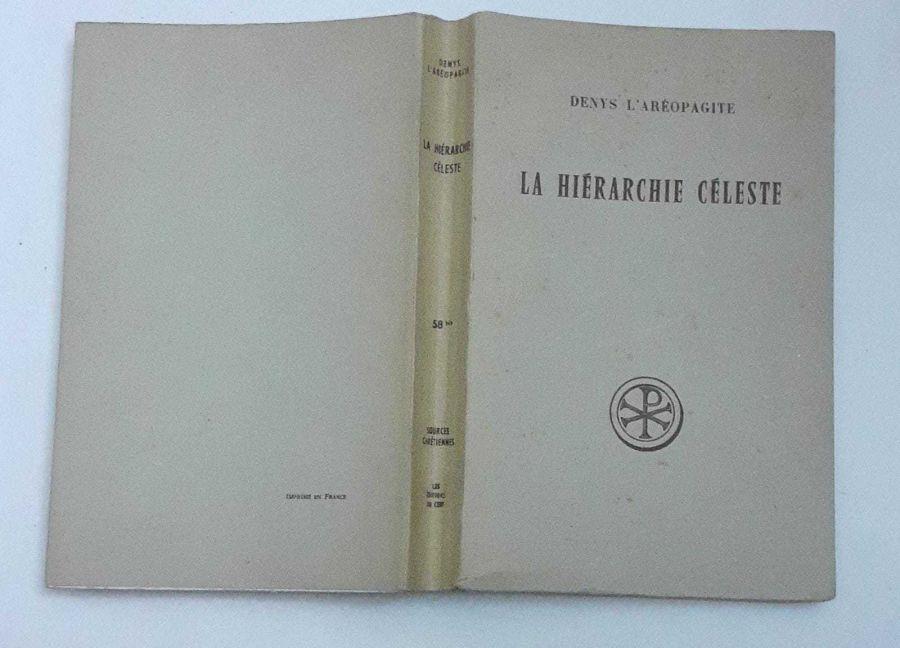 DENYS L'ARÉOPAGITE
LA HIÉRARCHIE CÉLESTE
DENYS
L'ARÉOPAGITE
LA HIÉRARCHIE
CÉLESTE
58 bis
SOURCES
CHRÉTIENNES
LES
ÉDITIONS
DU CERF
IMPRIMÉ EN FRANCE